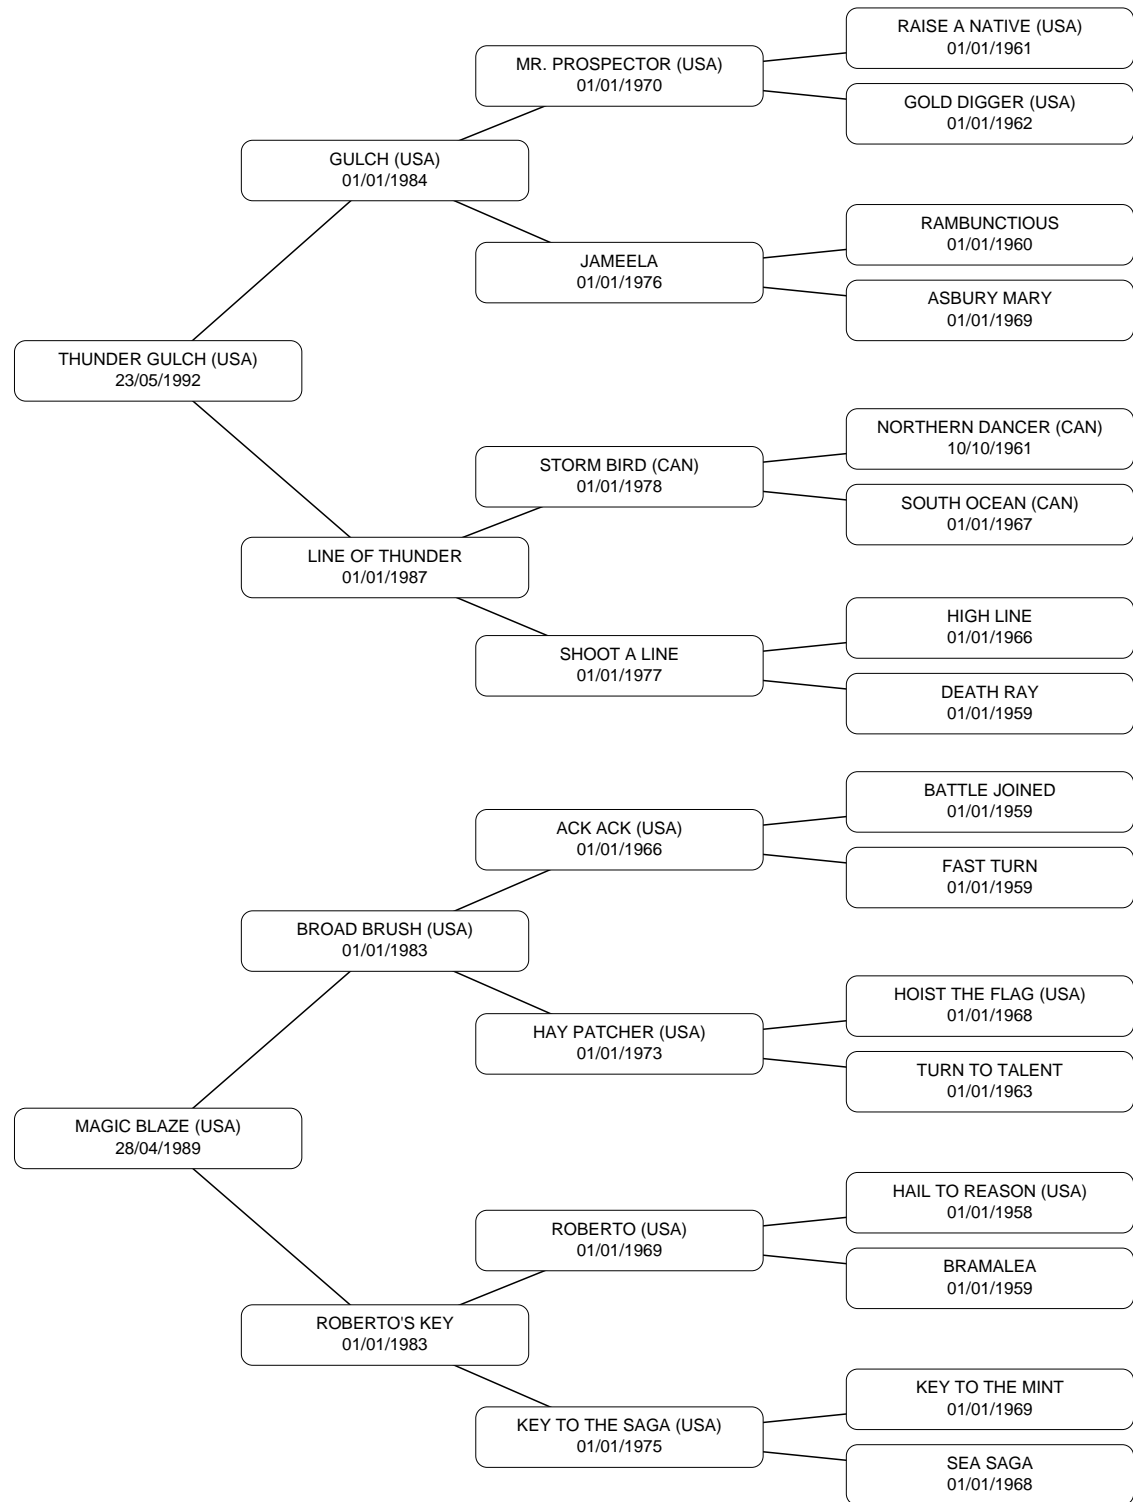 RAISE A NATIVE (USA)
01/01/1961
MR. PROSPECTOR (USA)
01/01/1970
GOLD DIGGER (USA)
01/01/1962
GULCH (USA)
01/01/1984
RAMBUNCTIOUS
01/01/1960
JAMEELA
01/01/1976
ASBURY MARY
01/01/1969
THUNDER GULCH (USA)
23/05/1992
NORTHERN DANCER (CAN)
10/10/1961
STORM BIRD (CAN)
01/01/1978
SOUTH OCEAN (CAN)
01/01/1967
LINE OF THUNDER
01/01/1987
HIGH LINE
01/01/1966
SHOOT A LINE
01/01/1977
DEATH RAY
01/01/1959
BATTLE JOINED
01/01/1959
ACK ACK (USA)
01/01/1966
FAST TURN
01/01/1959
BROAD BRUSH (USA)
01/01/1983
HOIST THE FLAG (USA)
01/01/1968
HAY PATCHER (USA)
01/01/1973
TURN TO TALENT
01/01/1963
MAGIC BLAZE (USA)
28/04/1989
HAIL TO REASON (USA)
01/01/1958
ROBERTO (USA)
01/01/1969
BRAMALEA
01/01/1959
ROBERTO'S KEY
01/01/1983
KEY TO THE MINT
01/01/1969
KEY TO THE SAGA (USA)
01/01/1975
SEA SAGA
01/01/1968